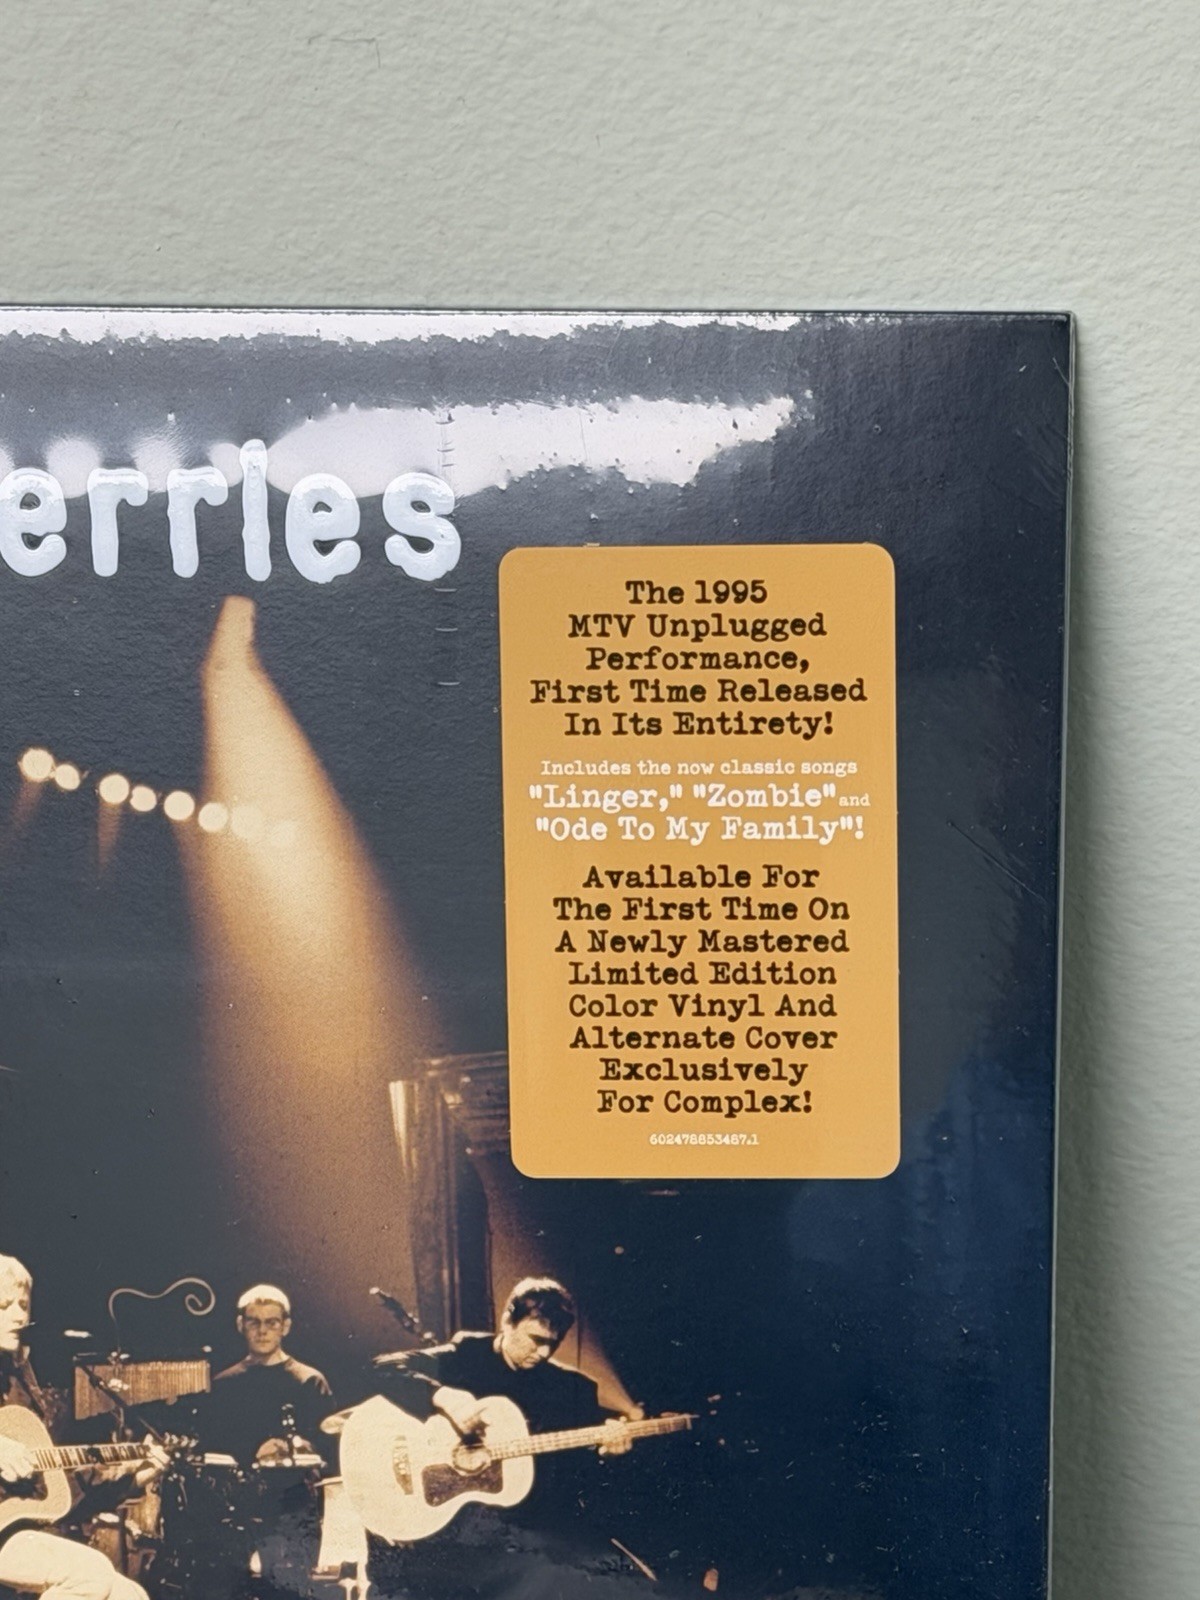 erries
The 1995
MTV Unplugged
Performance,
First Time Released
In Its Entirety!
Includes the now classic songs
"Linger," "Zombie" and
"Ode To My Family"!
Available For
The First Time On
A Newly Mastered
Limited Edition
Color Vinyl And
Alternate Cover
Exclusively
For Complex!
602478853487.1